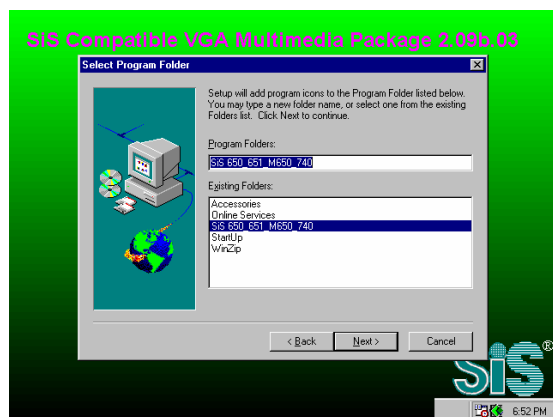 SiS Compatible VGA Multimedia Package 2.09b.03
Select Program Folder
Setup will add program icons to the Program Folder listed below.
You may type a new folder name, or select one from the existing
Folders list. Click Next to continue.
Program Folders:
SiS 650_651_M650_740
Existing Folders:
Accessories
Online Services
SiS 650_651_M650_740
StartUp
WinZip
< Back
Next >
Cancel
SiS®
6:52 PM